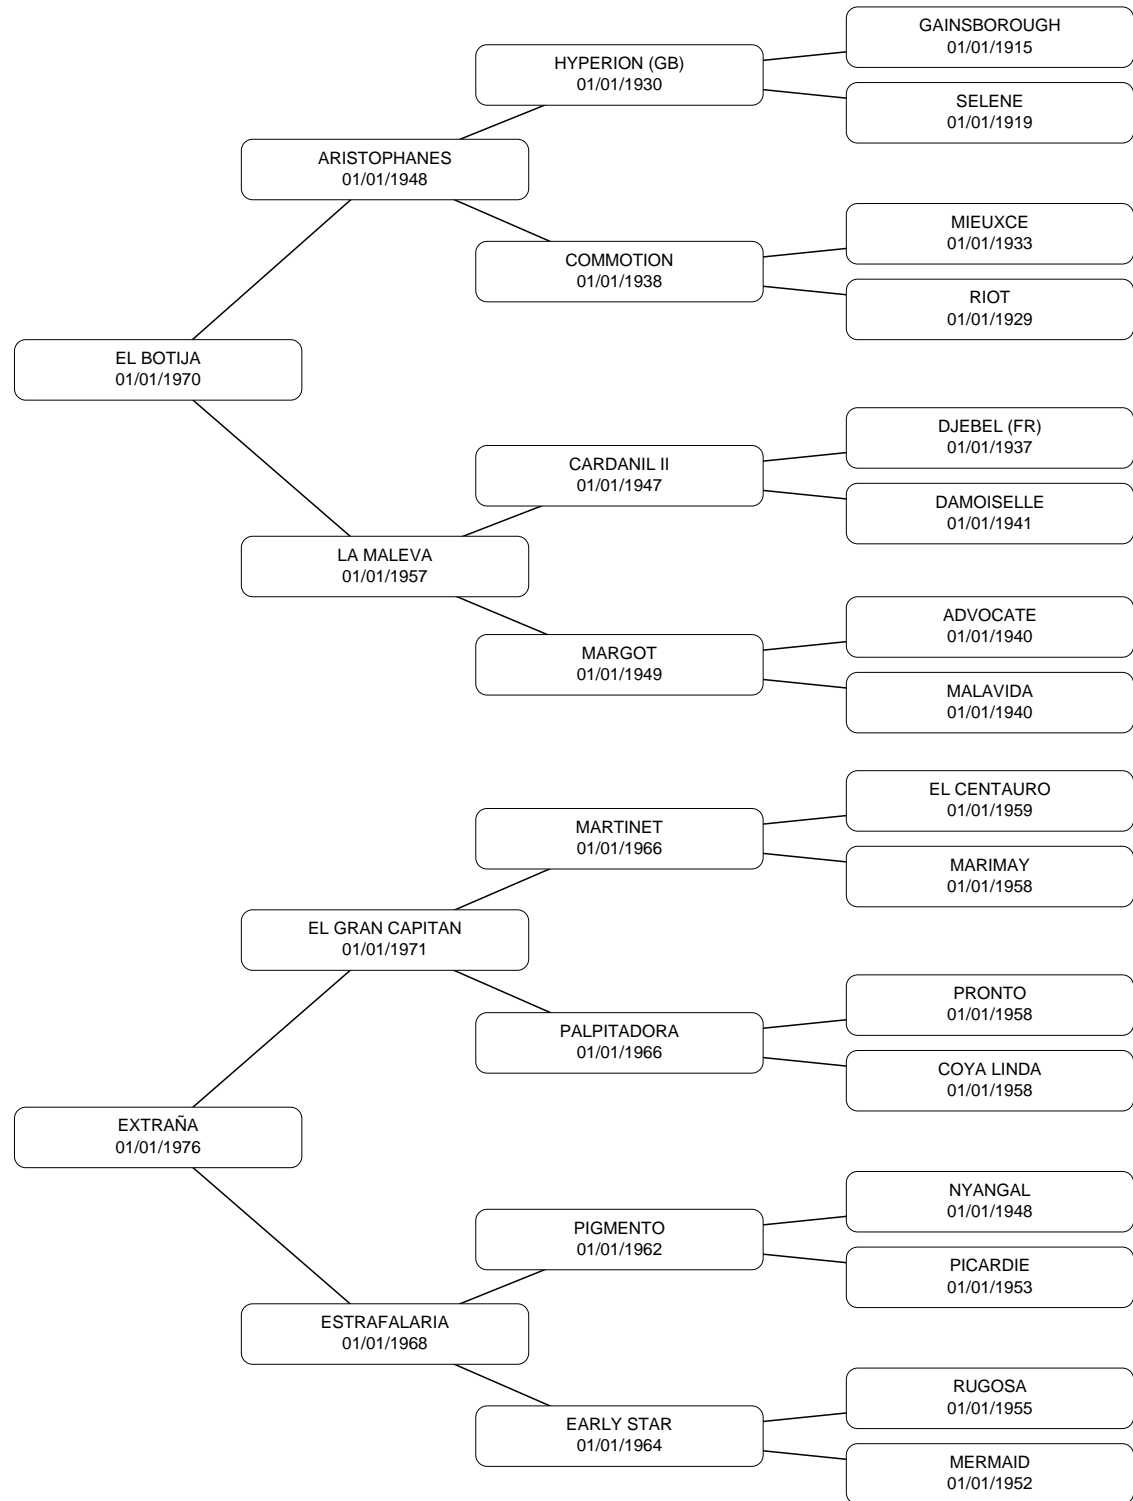 GAINSBOROUGH
01/01/1915
HYPERION (GB)
01/01/1930
SELENE
01/01/1919
ARISTOPHANES
01/01/1948
MIEUXCE
01/01/1933
COMMOTION
01/01/1938
RIOT
01/01/1929
EL BOTIJA
01/01/1970
DJEBEL (FR)
01/01/1937
CARDANIL II
01/01/1947
DAMOISELLE
01/01/1941
LA MALEVA
01/01/1957
ADVOCATE
01/01/1940
MARGOT
01/01/1949
MALAVIDA
01/01/1940
EL CENTAURO
01/01/1959
MARTINET
01/01/1966
MARIMAY
01/01/1958
EL GRAN CAPITAN
01/01/1971
PRONTO
01/01/1958
PALPITADORA
01/01/1966
COYA LINDA
01/01/1958
EXTRAÑA
01/01/1976
NYANGAL
01/01/1948
PIGMENTO
01/01/1962
PICARDIE
01/01/1953
ESTRAFALARIA
01/01/1968
RUGOSA
01/01/1955
EARLY STAR
01/01/1964
MERMAID
01/01/1952